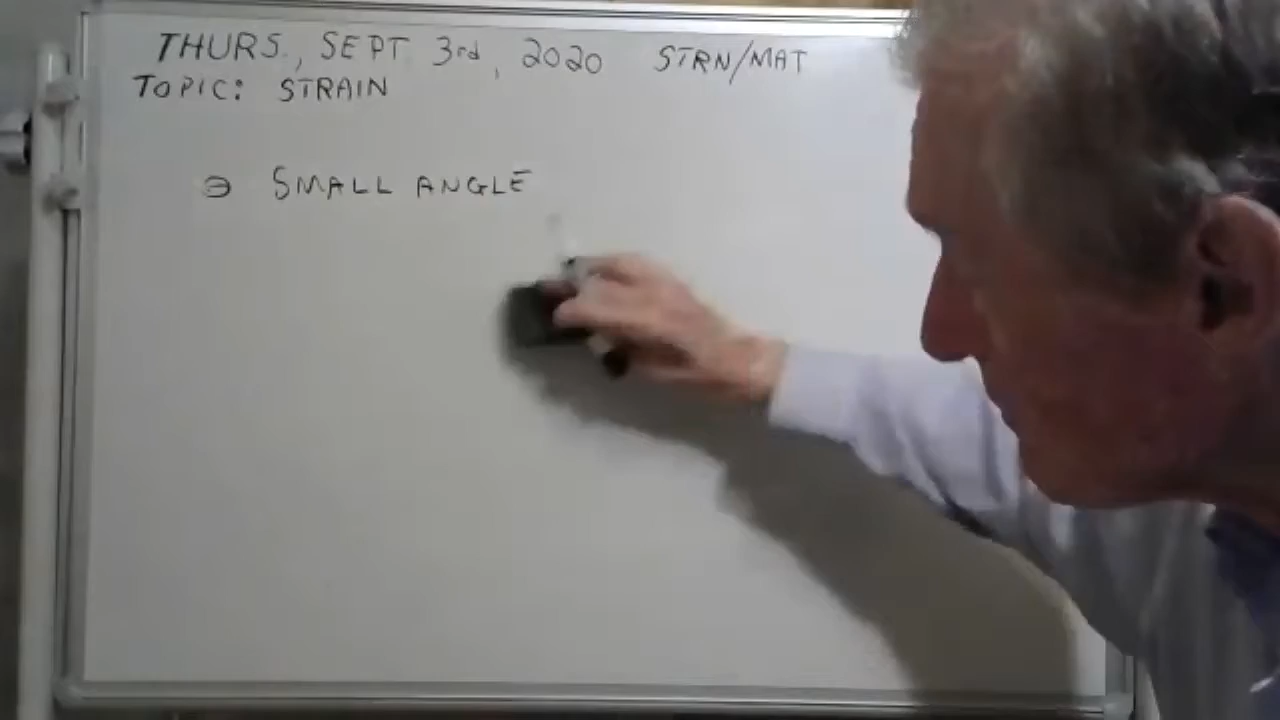 THURS., SEPT. 3rd, 2020 STRN/MAT
TOPIC: STRAIN
∋ SMALL ANGLE